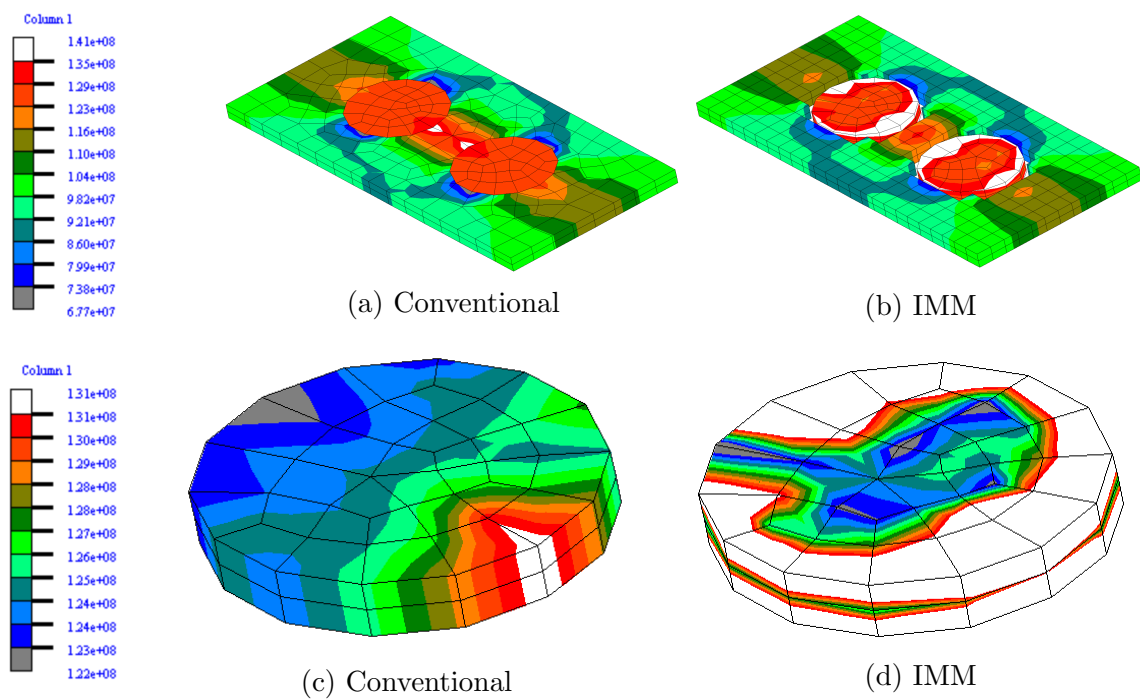 Column 1
1.41e+08
1.35e+08
1.29e+08
1.23e+08
1.16e+08
1.10e+08
1.04e+08
9.82e+07
9.21e+07
8.60e+07
7.99e+07
7.38e+07
6.77e+07
(a) Conventional
(b) IMM
Column 1
1.31e+08
1.31e+08
1.30e+08
1.29e+08
1.28e+08
1.28e+08
1.27e+08
1.26e+08
1.25e+08
1.24e+08
1.24e+08
1.23e+08
1.22e+08
(c) Conventional
(d) IMM